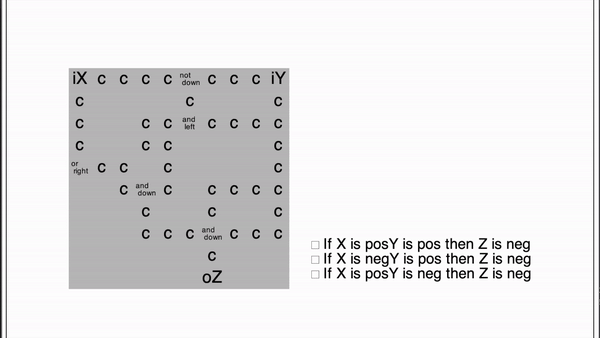 iX c c c c not down c c c iY
c c c
c c c and left c c c c
c c c c
or right c c c c
c and down c c c c c
c c c
c c c and down c c c
c
oZ
If X is posY is pos then Z is neg
If X is negY is pos then Z is neg
If X is posY is neg then Z is neg